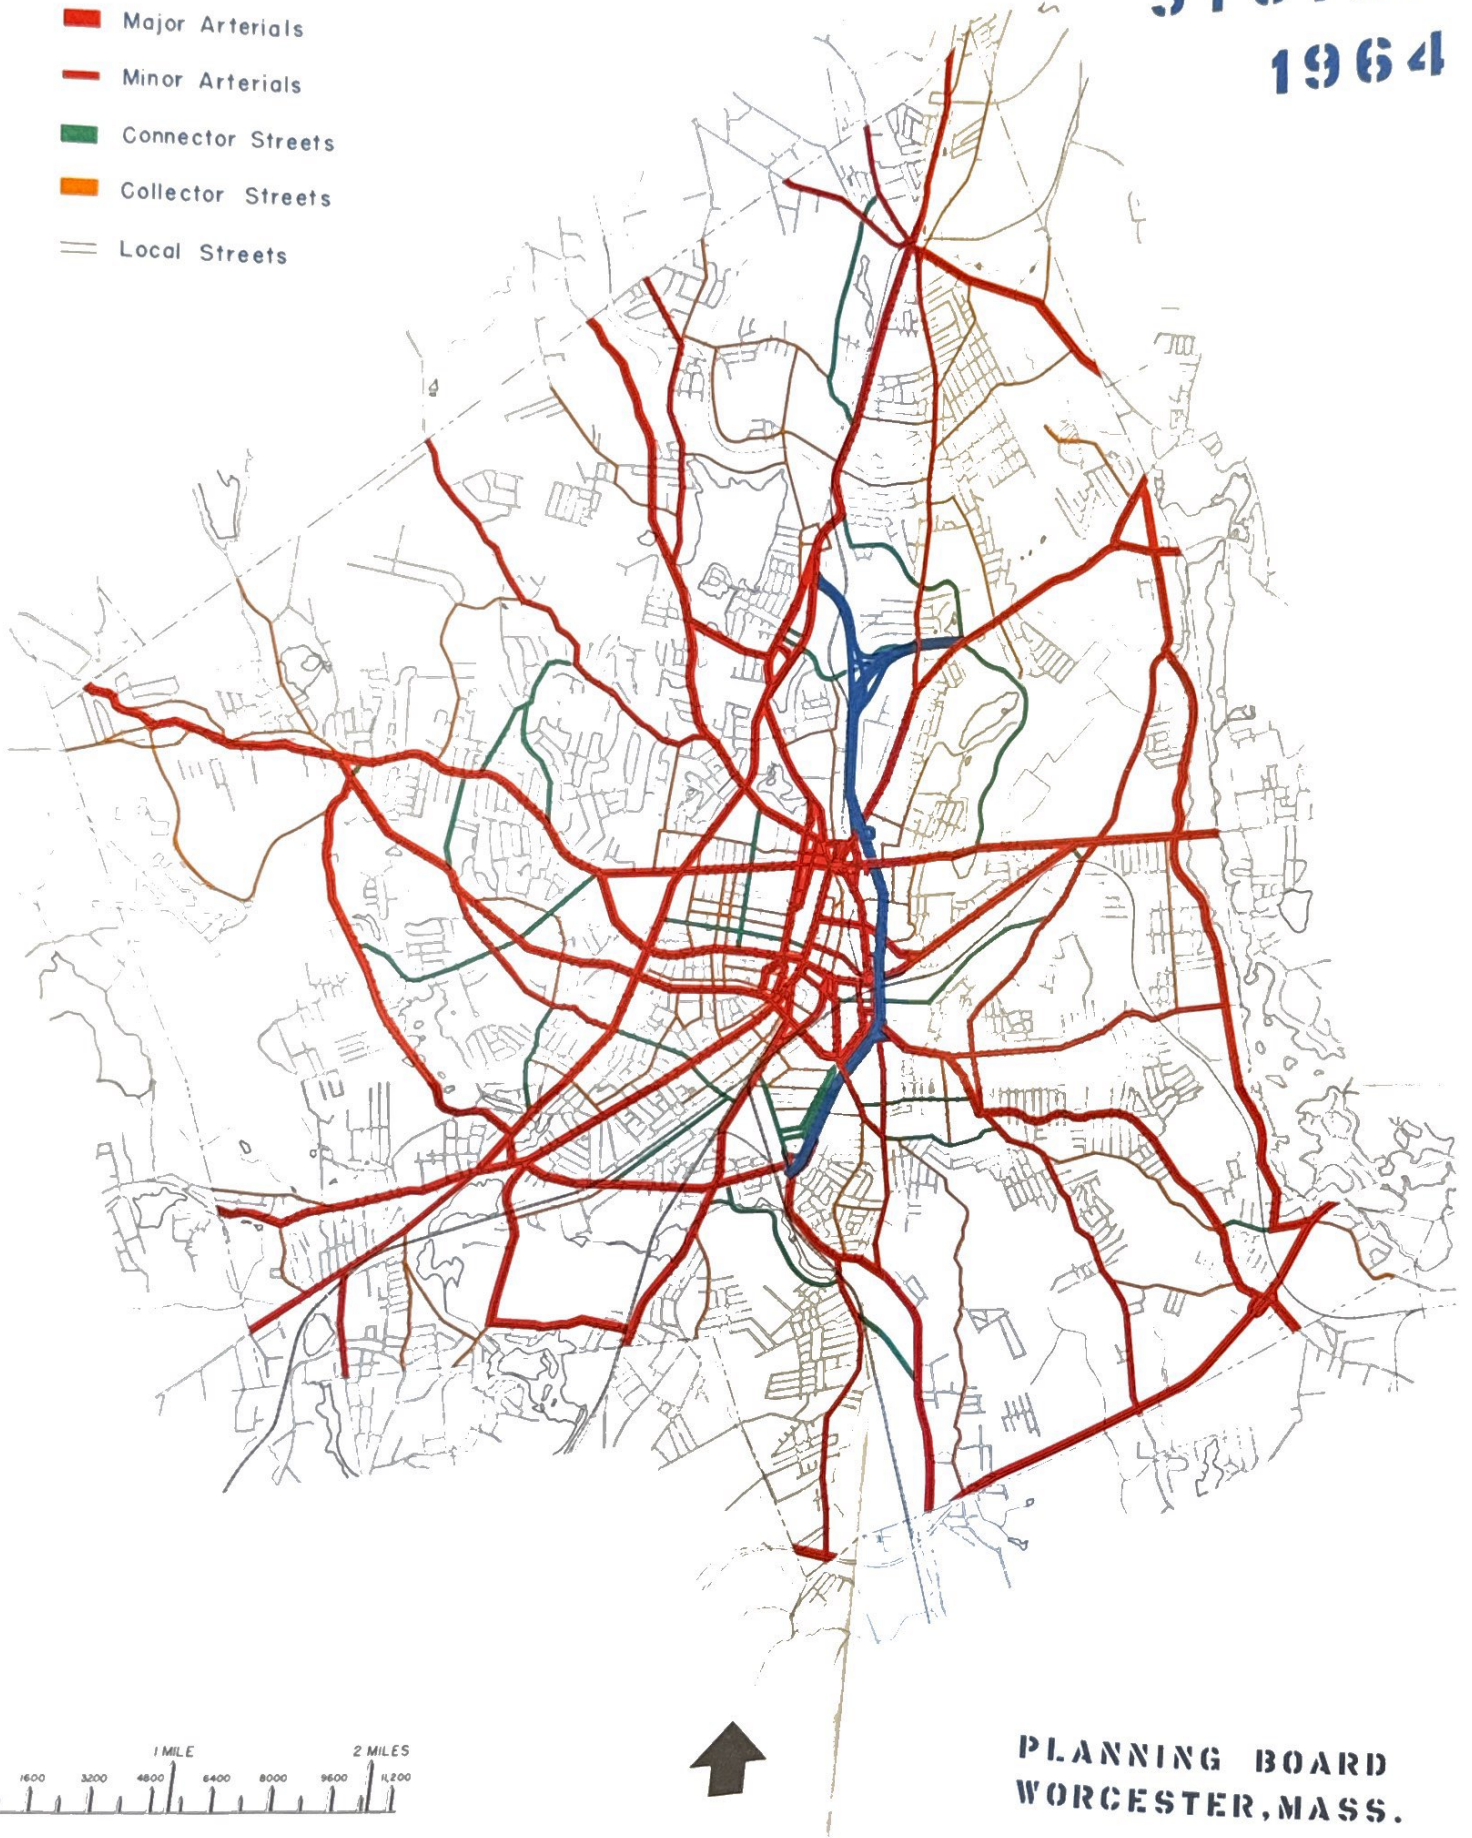 Major Arterials
1964
Minor Arterials
Connector Streets
Collector Streets
Local Streets
1 MILE 2 MILES
1600 3200 4800 6400 8000 9600 11,200
PLANNING BOARD
WORCESTER, MASS.